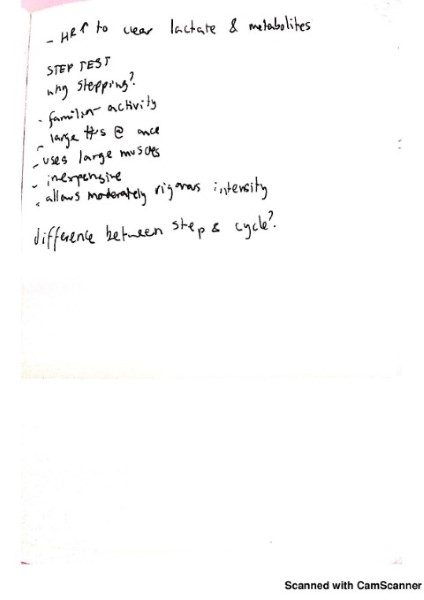 - HR ↑ to clear lactate & metabolites
STEP TEST
why stepping?
- familiar activity
- large #s @ once
- uses large muscles
- inexpensive
- allows moderately rigorous intensity
difference between step & cycle?
Scanned with CamScanner